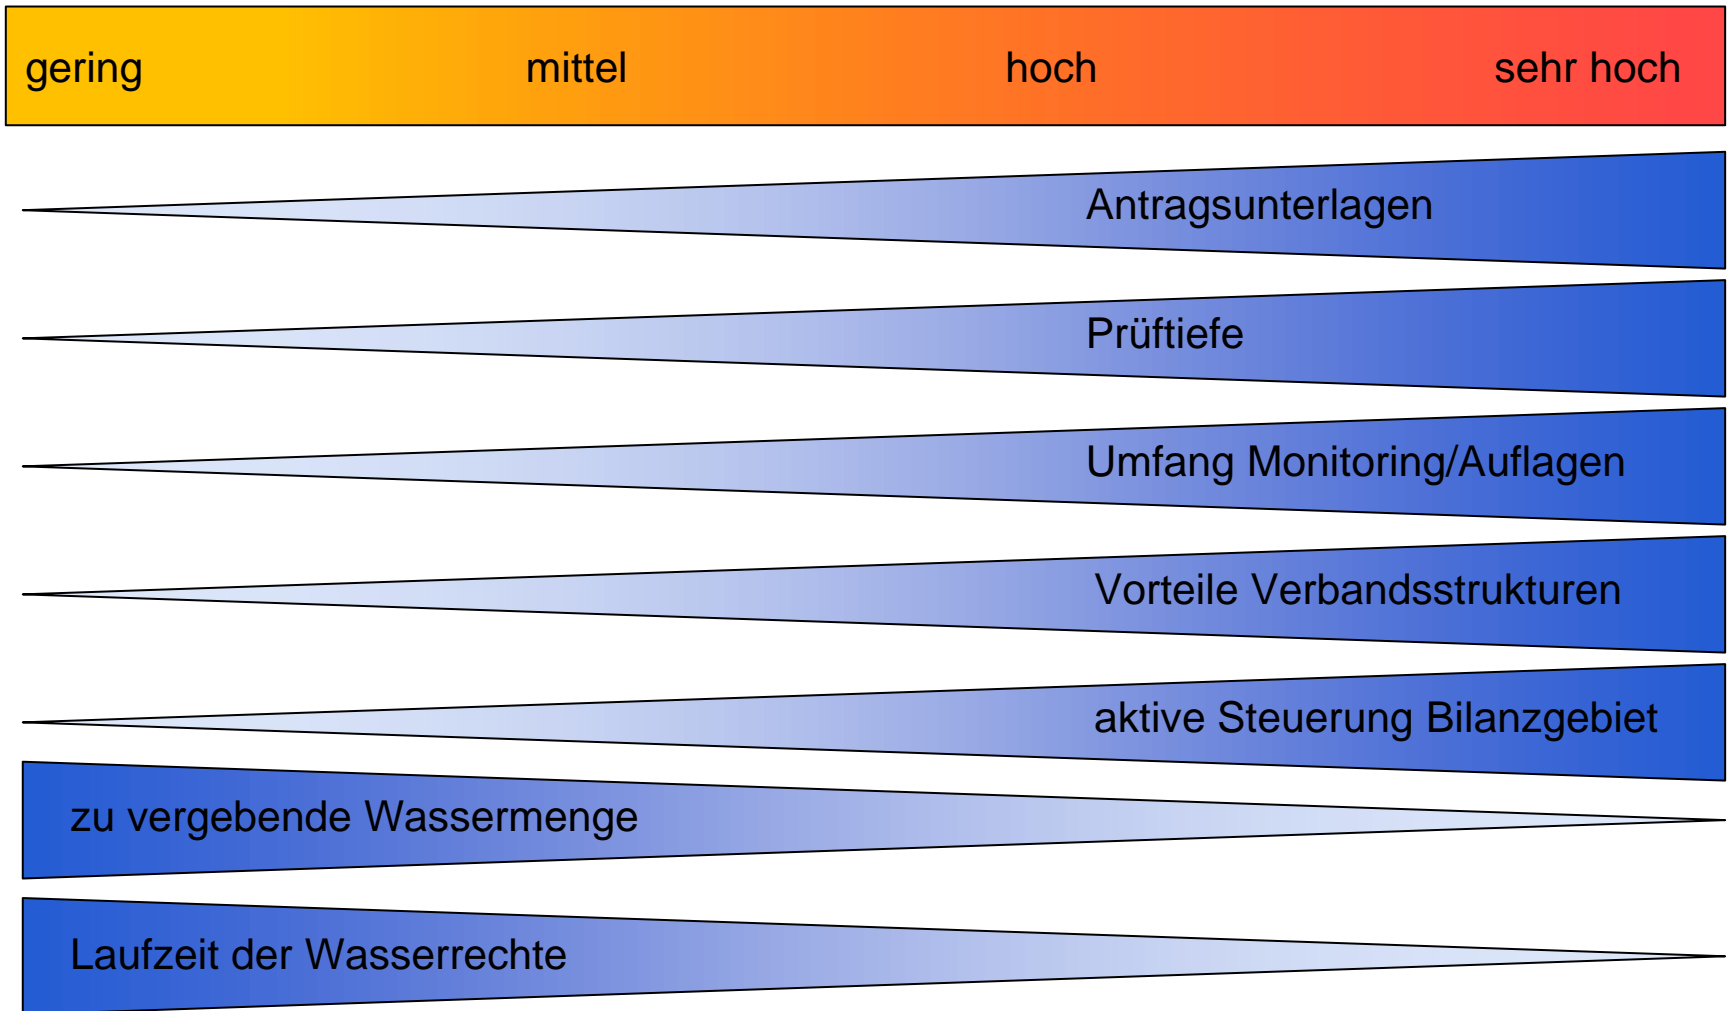 gering mittel hoch sehr hoch
Antragsunterlagen
Prüftiefe
Umfang Monitoring/Auflagen
Vorteile Verbandsstrukturen
aktive Steuerung Bilanzgebiet
zu vergebende Wassermenge
Laufzeit der Wasserrechte